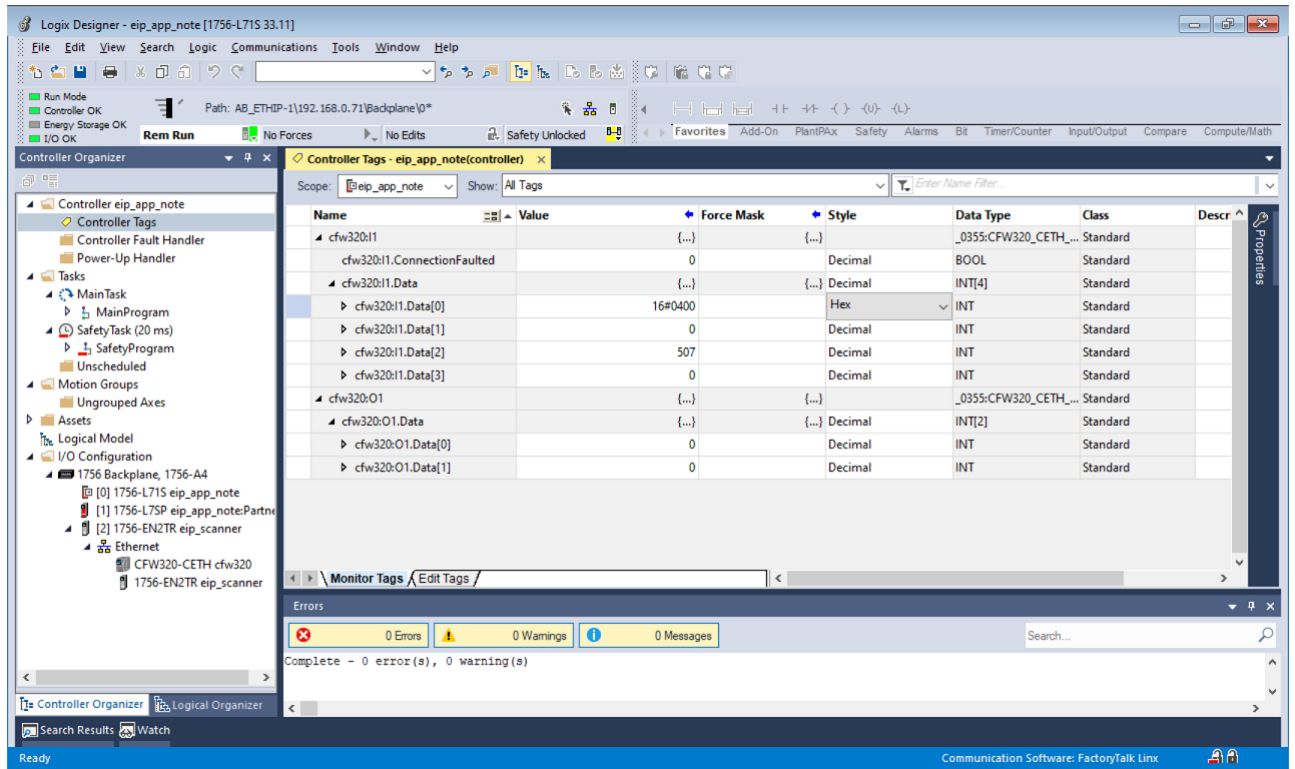 Logix Designer - eip_app_note [1756-L71S 33.11]
File Edit View Search Logic Communications Tools Window Help
Run Mode
Controller OK
Energy Storage OK
I/O OK
Path: AB_ETHIP-1\192.168.0.71\Backplane\0*
Rem Run No Forces No Edits Safety Unlocked
Favorites Add-On PlantPAx Safety Alarms Bit Timer/Counter Input/Output Compare Compute/Math
Controller Organizer
Controller eip_app_note
Controller Tags
Controller Fault Handler
Power-Up Handler
Tasks
MainTask
MainProgram
SafetyTask (20 ms)
SafetyProgram
Unscheduled
Motion Groups
Ungrouped Axes
Assets
Logical Model
I/O Configuration
1756 Backplane, 1756-A4
[0] 1756-L71S eip_app_note
[1] 1756-L7SP eip_app_note:Partne
[2] 1756-EN2TR eip_scanner
Ethernet
CFW320-CETH cfw320
1756-EN2TR eip_scanner
Controller Organizer Logical Organizer
Controller Tags - eip_app_note(controller)
Scope: eip_app_note Show: All Tags Enter Name Filter...
Name Value Force Mask Style Data Type Class Descr
cfw320:I1 {...} {...} _0355:CFW320_CETH_... Standard
cfw320:I1.ConnectionFaulted 0 Decimal BOOL Standard
cfw320:I1.Data {...} {...} Decimal INT[4] Standard
cfw320:I1.Data[0] 16#0400 Hex INT Standard
cfw320:I1.Data[1] 0 Decimal INT Standard
cfw320:I1.Data[2] 507 Decimal INT Standard
cfw320:I1.Data[3] 0 Decimal INT Standard
cfw320:O1 {...} {...} _0355:CFW320_CETH_... Standard
cfw320:O1.Data {...} {...} Decimal INT[2] Standard
cfw320:O1.Data[0] 0 Decimal INT Standard
cfw320:O1.Data[1] 0 Decimal INT Standard
Properties
Monitor Tags Edit Tags
Errors
0 Errors 0 Warnings 0 Messages Search...
Complete - 0 error(s), 0 warning(s)
Search Results Watch
Ready Communication Software: FactoryTalk Linx